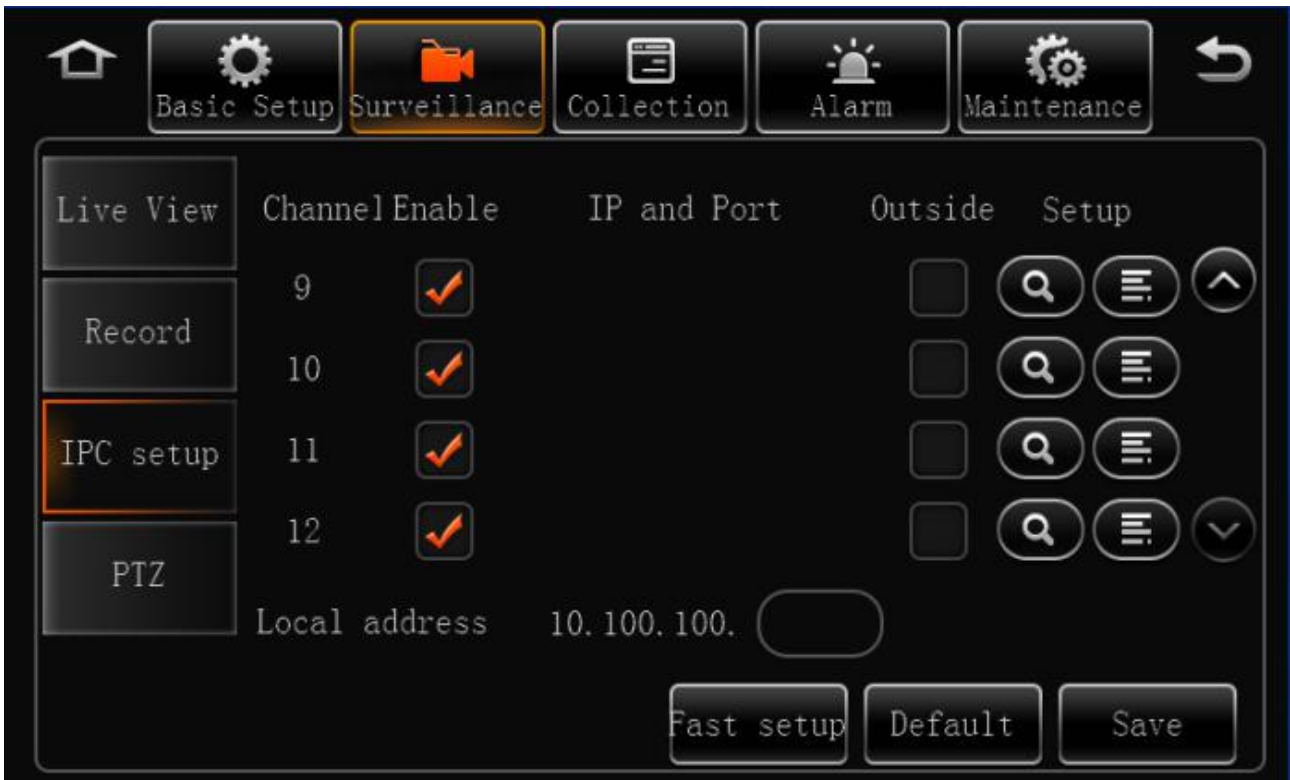 Basic Setup Surveillance Collection Alarm Maintenance
Live View
Record
IPC setup
PTZ
Channel Enable IP and Port Outside Setup
9
10
11
12
Local address 10.100.100.
Fast setup Default Save